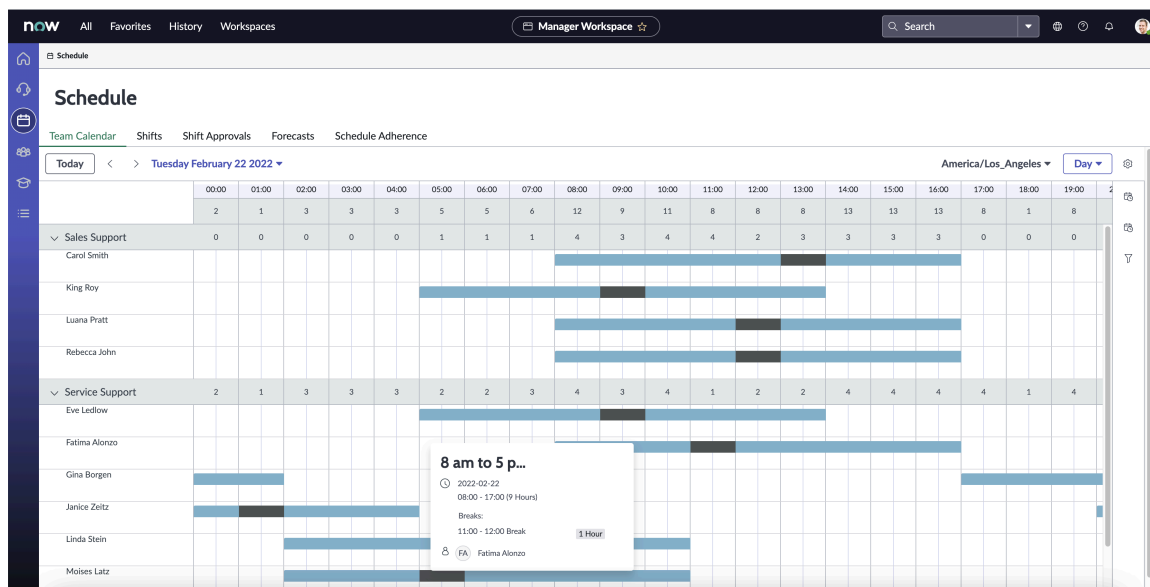 now All Favorites History Workspaces Manager Workspace Search
Schedule
Schedule
Team Calendar Shifts Shift Approvals Forecasts Schedule Adherence
Today Tuesday February 22 2022 America/Los_Angeles Day
00:00 01:00 02:00 03:00 04:00 05:00 06:00 07:00 08:00 09:00 10:00 11:00 12:00 13:00 14:00 15:00 16:00 17:00 18:00 19:00 2
2 1 3 3 3 5 5 6 12 9 11 8 8 8 13 13 13 8 1 8
Sales Support 0 0 0 0 0 1 1 1 4 3 4 4 2 3 3 3 3 0 0 0
Carol Smith
King Roy
Luana Pratt
Rebecca John
Service Support 2 1 3 3 3 2 2 3 4 3 4 1 2 2 4 4 4 4 1 4
Eve Ledlow
Fatima Alonzo
Gina Borgen
Janice Zeitz
Linda Stein
Moises Latz
8 am to 5 p...
2022-02-22
08:00 - 17:00 (9 Hours)
Breaks:
11:00 - 12:00 Break 1 Hour
FA Fatima Alonzo